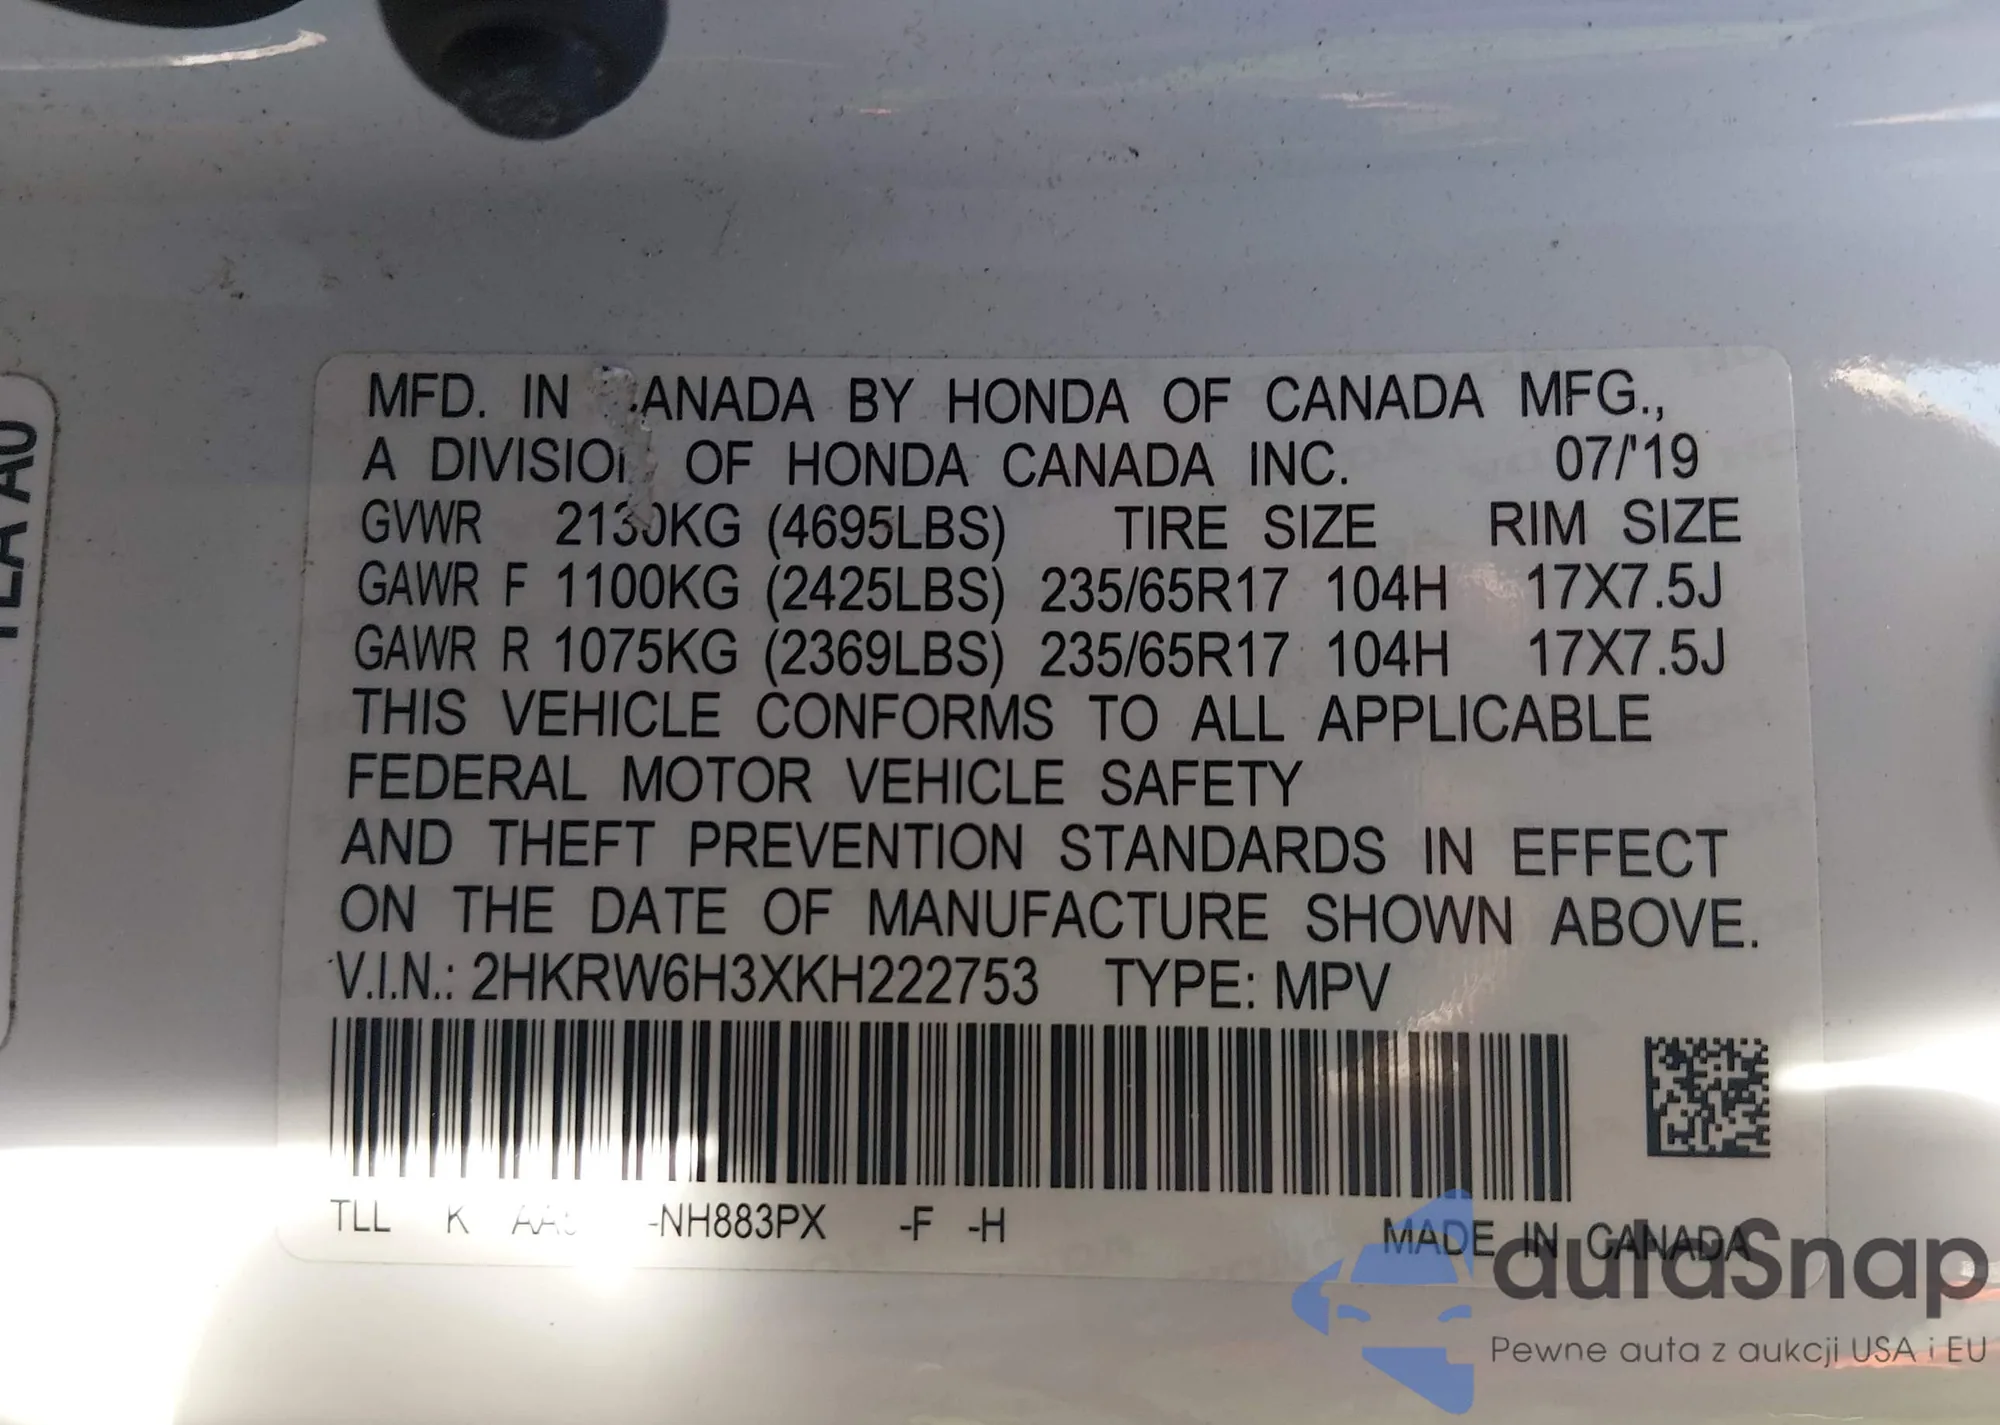 MFD. IN CANADA BY HONDA OF CANADA MFG.,
A DIVISION OF HONDA CANADA INC. 07/'19
GVWR 2130KG (4695LBS) TIRE SIZE RIM SIZE
GAWR F 1100KG (2425LBS) 235/65R17 104H 17X7.5J
GAWR R 1075KG (2369LBS) 235/65R17 104H 17X7.5J
THIS VEHICLE CONFORMS TO ALL APPLICABLE
FEDERAL MOTOR VEHICLE SAFETY
AND THEFT PREVENTION STANDARDS IN EFFECT
ON THE DATE OF MANUFACTURE SHOWN ABOVE.
V.I.N.: 2HKRW6H3XKH222753 TYPE: MPV
TLL K -NH883PX -F -H
MADE IN CANADA
autaSnap
Pewne auta z aukcji USA i EU